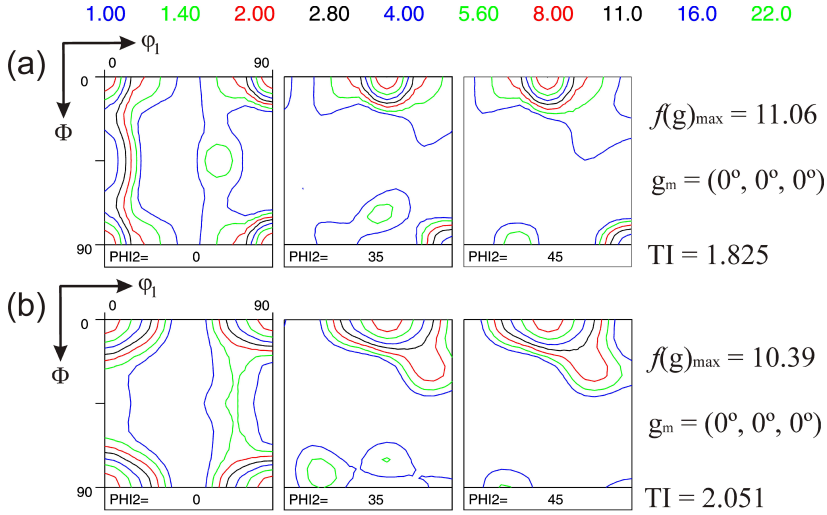 1.00 1.40 2.00 2.80 4.00 5.60 8.00 11.0 16.0 22.0
(a) φ₁
0 90
0
Φ
f(g)max = 11.06
gm = (0º, 0º, 0º)
TI = 1.825
90 PHI2= 0 PHI2= 35 PHI2= 45
(b) φ₁
0 90
0
Φ
f(g)max = 10.39
gm = (0º, 0º, 0º)
TI = 2.051
90 PHI2= 0 PHI2= 35 PHI2= 45